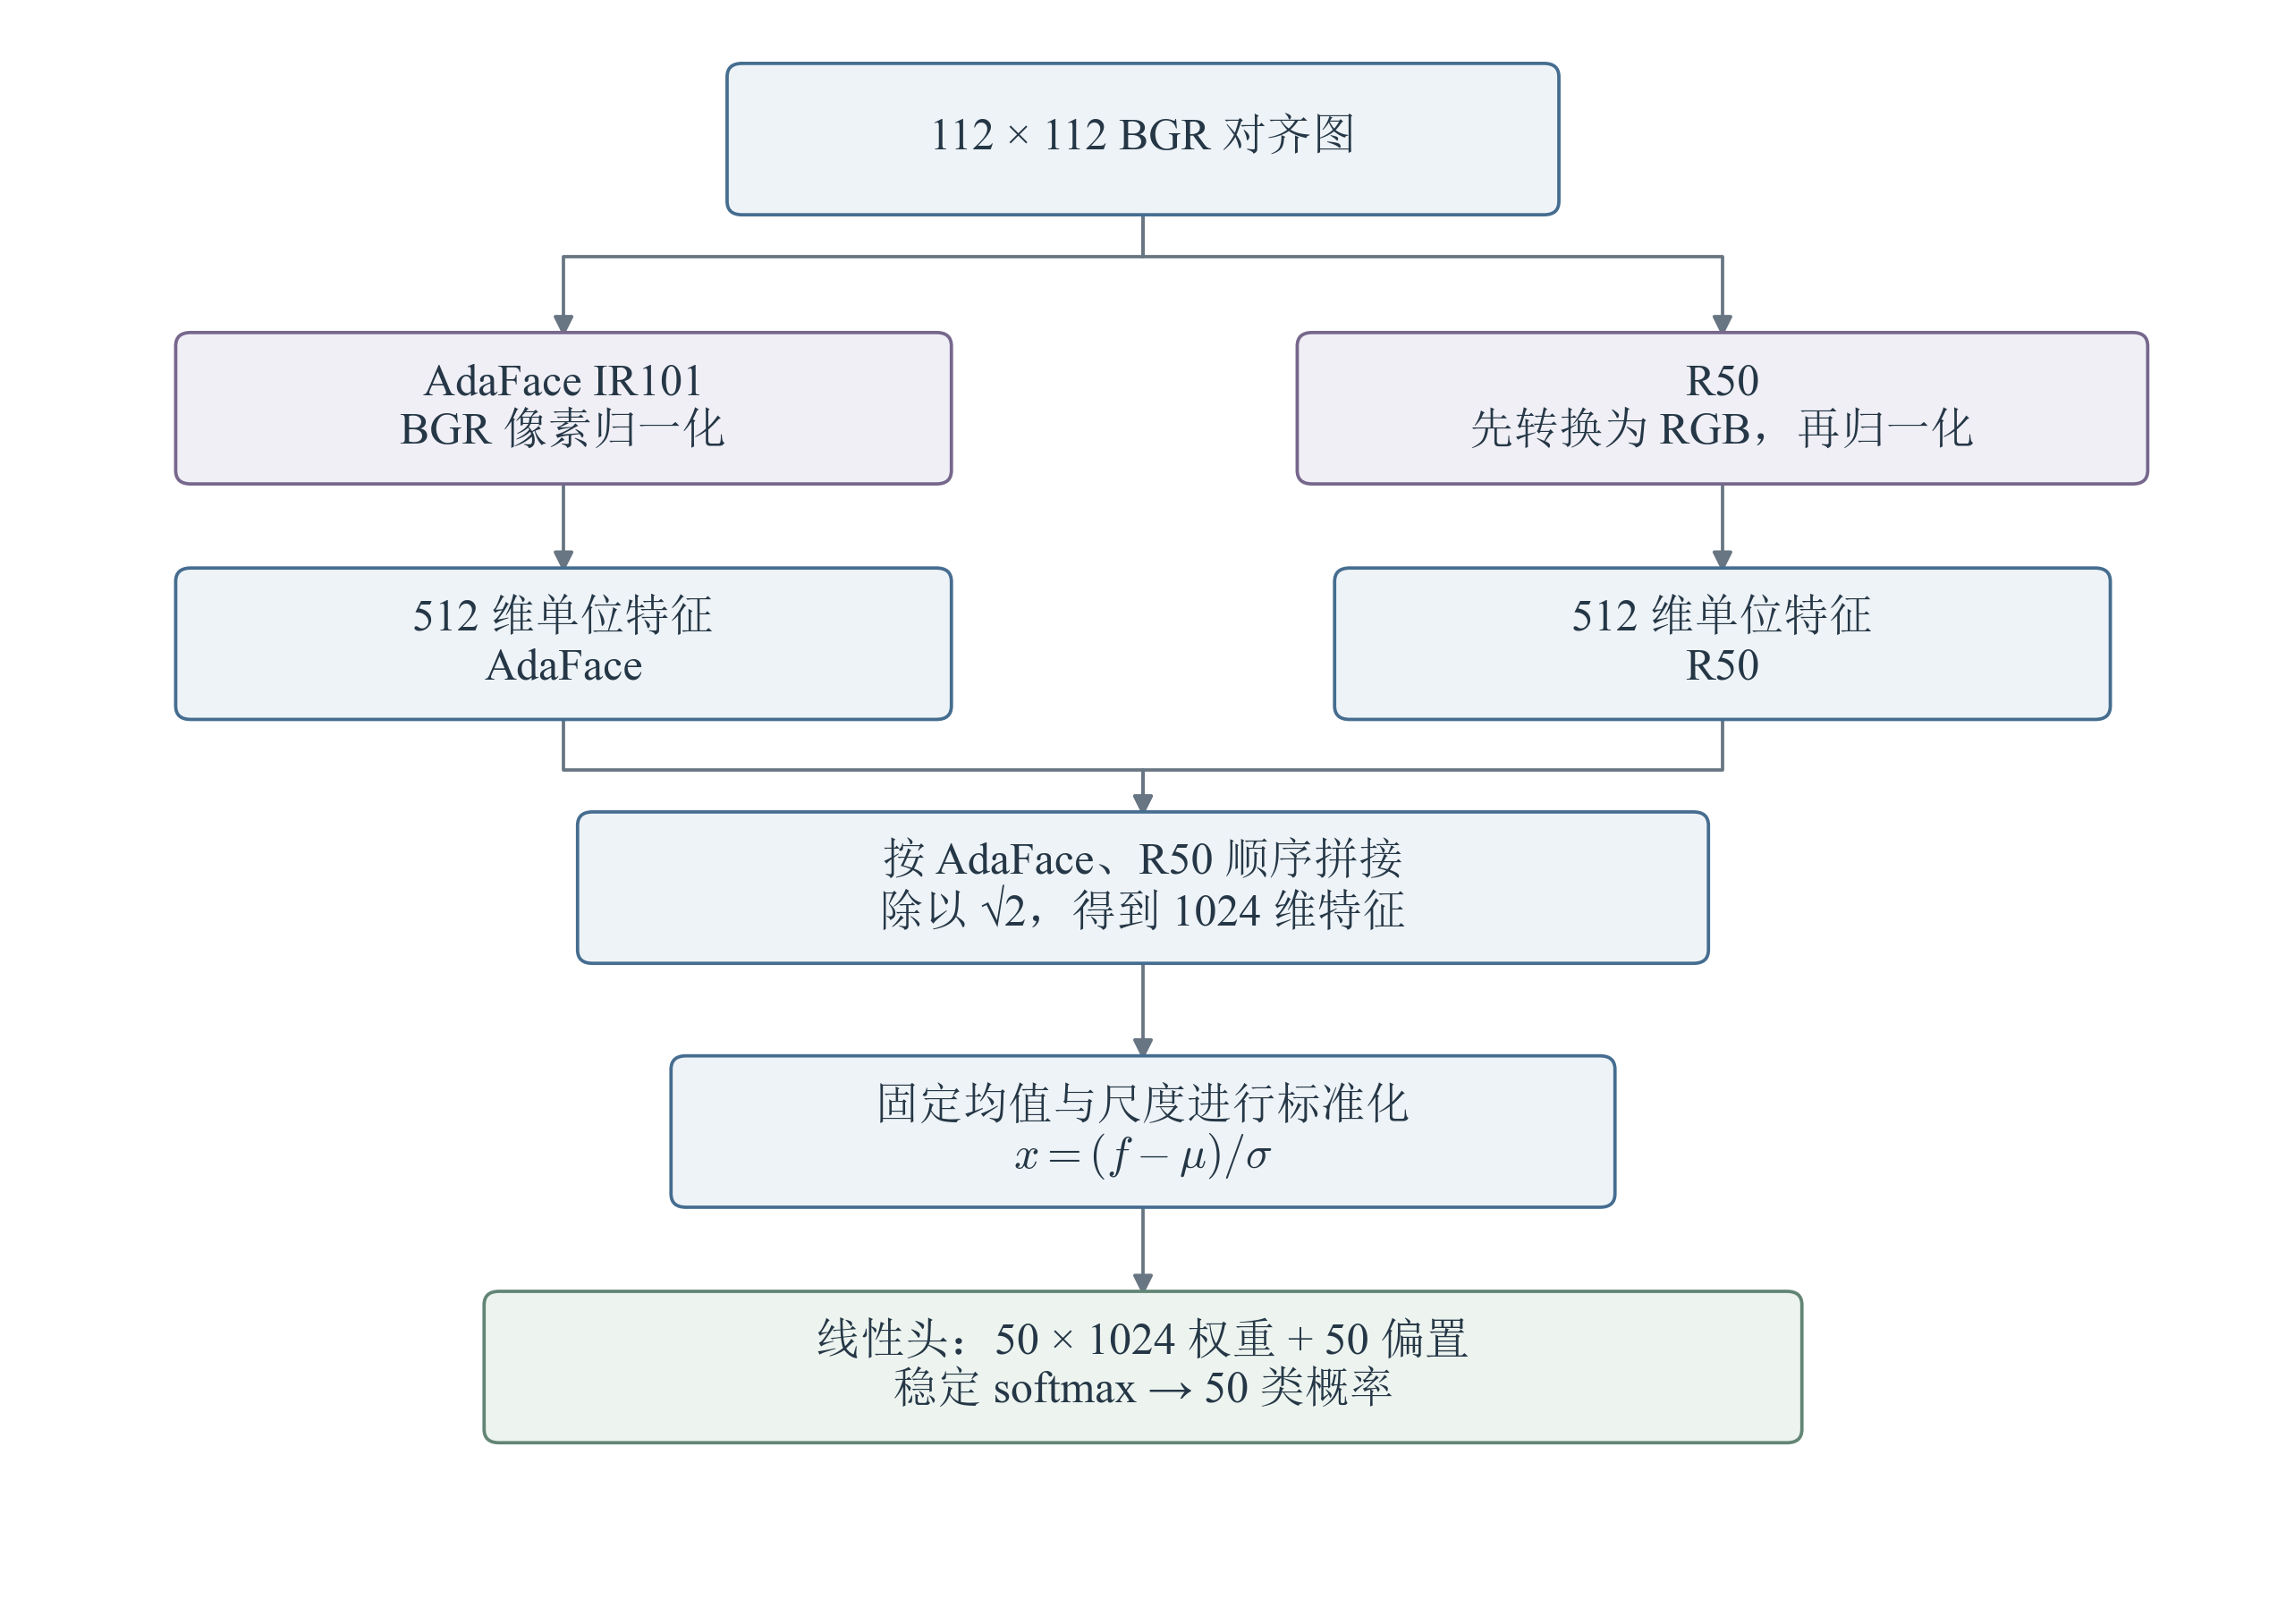 112 × 112 BGR 对齐图
AdaFace IR101
BGR 像素归一化
R50
先转换为 RGB，再归一化
512 维单位特征
AdaFace
512 维单位特征
R50
按 AdaFace、R50 顺序拼接
除以 √2，得到 1024 维特征
固定均值与尺度进行标准化
x = (f − μ)/σ
线性头：50 × 1024 权重 + 50 偏置
稳定 softmax → 50 类概率